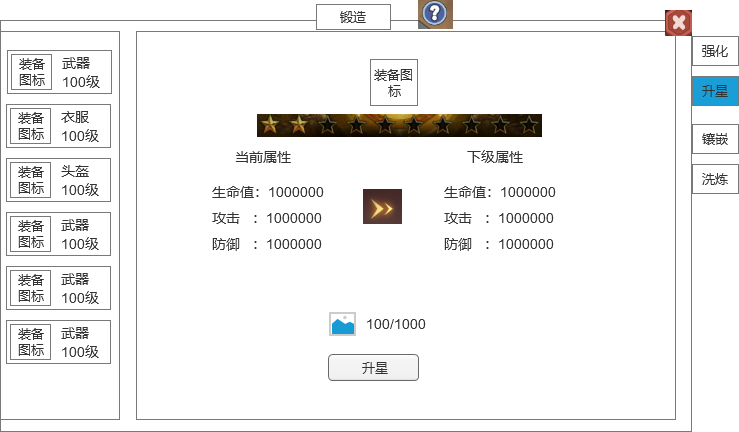 锻造
?
装备图标
武器
100级
装备图标
衣服
100级
装备图标
头盔
100级
装备图标
武器
100级
装备图标
武器
100级
装备图标
武器
100级
装备图标
当前属性
生命值：1000000
攻击 ：1000000
防御 ：1000000
下级属性
生命值：1000000
攻击 ：1000000
防御 ：1000000
100/1000
升星
强化
升星
镶嵌
洗炼